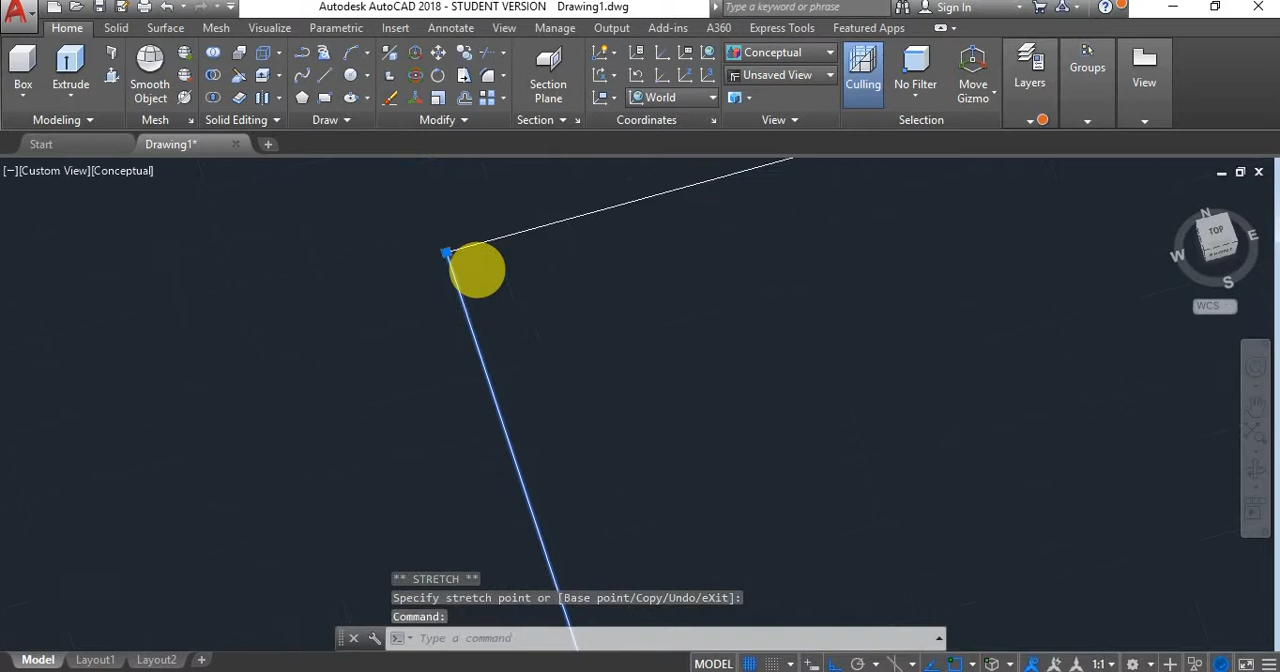 Autodesk AutoCAD 2018 - STUDENT VERSION Drawing1.dwg Type a keyword or phrase Sign In
Home Solid Surface Mesh Visualize Parametric Insert Annotate View Manage Output Add-ins A360 Express Tools Featured Apps
Box Extrude Smooth Object Section Plane Conceptual Unsaved View World Culling No Filter Move Gizmo Layers Groups View
Modeling Mesh Solid Editing Draw Modify Section Coordinates View Selection
Start Drawing1*
[−][Custom View][Conceptual]
N
TOP
W E
S
WCS
** STRETCH **
Specify stretch point or [Base point/Copy/Undo/eXit]:
Command:
Type a command
Model Layout1 Layout2 MODEL 1:1